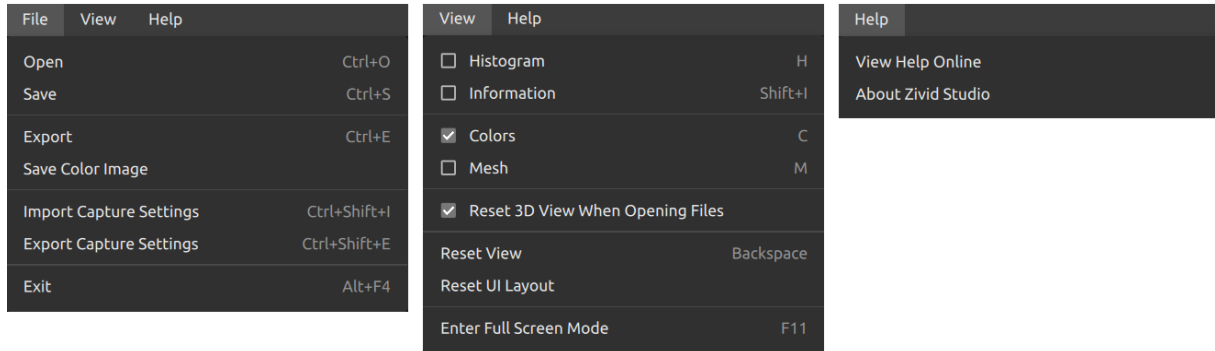 File View Help
Open Ctrl+O
Save Ctrl+S
Export Ctrl+E
Save Color Image
Import Capture Settings Ctrl+Shift+I
Export Capture Settings Ctrl+Shift+E
Exit Alt+F4
View Help
Histogram H
Information Shift+I
Colors C
Mesh M
Reset 3D View When Opening Files
Reset View Backspace
Reset UI Layout
Enter Full Screen Mode F11
Help
View Help Online
About Zivid Studio